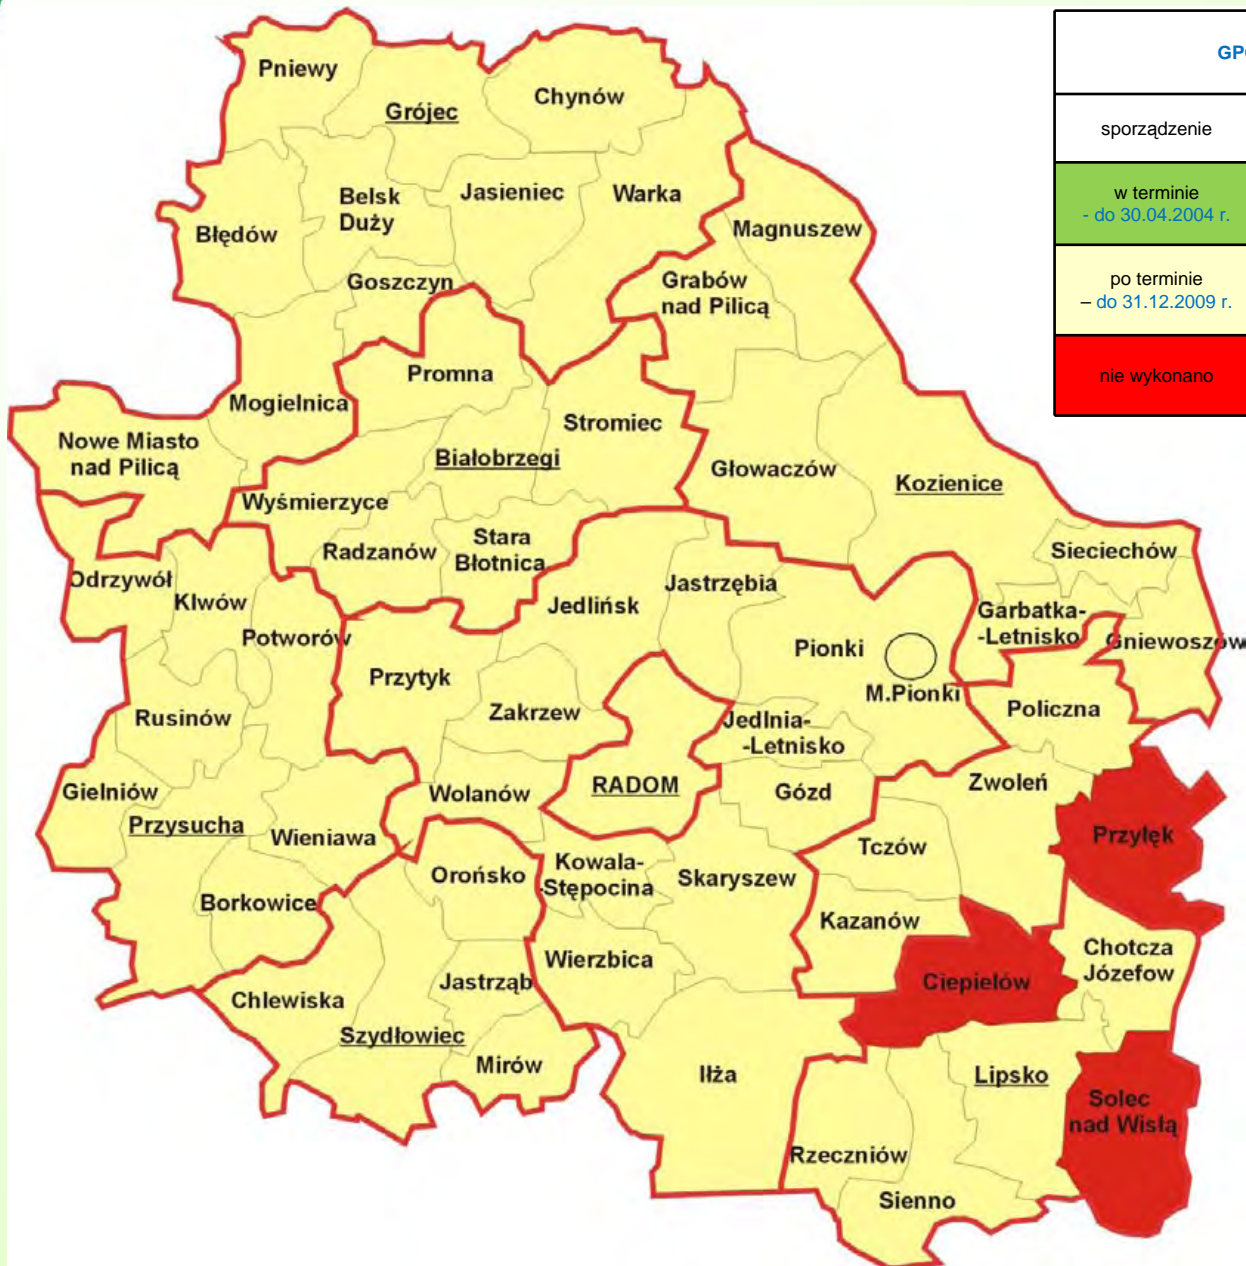 GPO
sporządzenie
w terminie
- do 30.04.2004 r.
po terminie
– do 31.12.2009 r.
nie wykonano
Pniewy
Grójec
Chynów
Belsk
Duży
Jasieniec
Warka
Błędów
Magnuszew
Goszczyn
Grabów
nad Pilicą
Promna
Mogielnica
Stromiec
Nowe Miasto
nad Pilicą
Białobrzegi
Głowaczów
Kozienice
Wyśmierzyce
Radzanów
Stara
Błotnica
Sieciechów
Odrzywół
Klwów
Jedlińsk
Jastrzębia
Garbatka-
-Letnisko
Gniewoszów
Potworów
Pionki
Przytyk
M.Pionki
Policzna
Rusinów
Zakrzew
Jedlnia-
-Letnisko
Gielniów
Wolanów
RADOM
Gózd
Zwoleń
Przysucha
Wieniawa
Tczów
Przyłęk
Orońsko
Kowala-
-Stępocina
Skaryszew
Borkowice
Kazanów
Chotcza
Józefow
Wierzbica
Ciepielów
Chlewiska
Jastrząb
Szydłowiec
Mirów
Iłża
Lipsko
Solec
nad Wisłą
Rzeczniów
Sienno